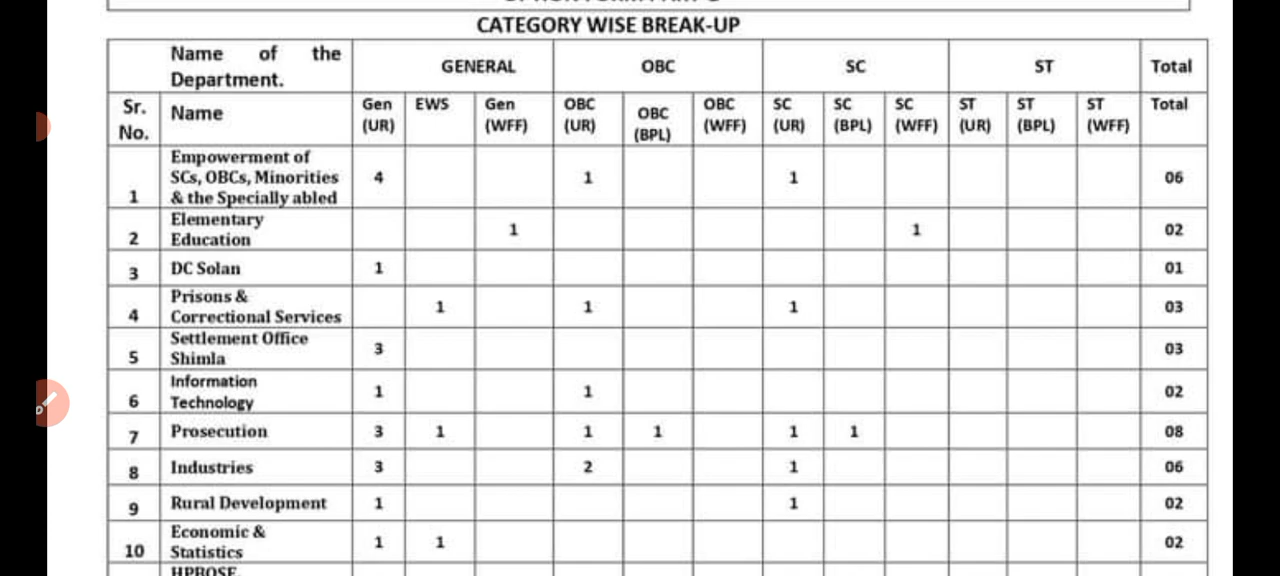 CATEGORY WISE BREAK-UP
Name of the Department. GENERAL OBC SC ST Total
Sr. No. Name Gen (UR) EWS Gen (WFF) OBC (UR) OBC (BPL) OBC (WFF) SC (UR) SC (BPL) SC (WFF) ST (UR) ST (BPL) ST (WFF) Total
1 Empowerment of SCs, OBCs, Minorities & the Specially abled 4 1 1 06
2 Elementary Education 1 1 02
3 DC Solan 1 01
4 Prisons & Correctional Services 1 1 1 03
5 Settlement Office Shimla 3 03
6 Information Technology 1 1 02
7 Prosecution 3 1 1 1 1 1 08
8 Industries 3 2 1 06
9 Rural Development 1 1 02
10 Economic & Statistics 1 1 02
HPBOSE,